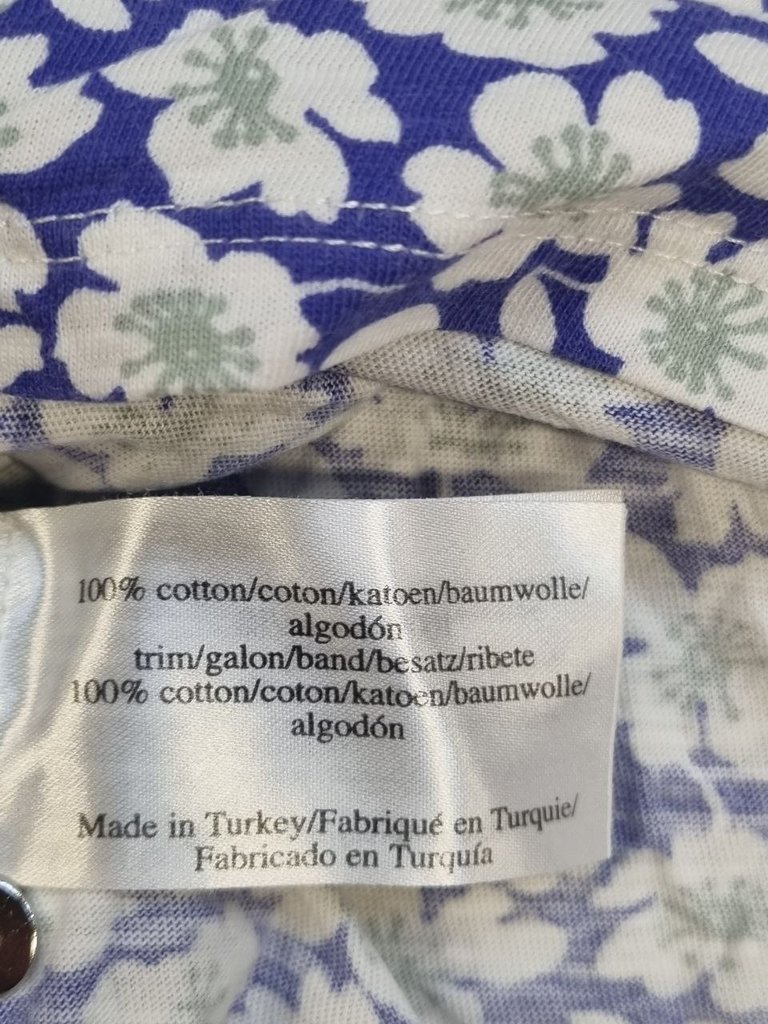 100% cotton/coton/katoen/baumwolle/
algodón
trim/galon/band/besatz/ribete
100% cotton/coton/katoen/baumwolle/
algodón
Made in Turkey/Fabriqué en Turquie/
Fabricado en Turquía